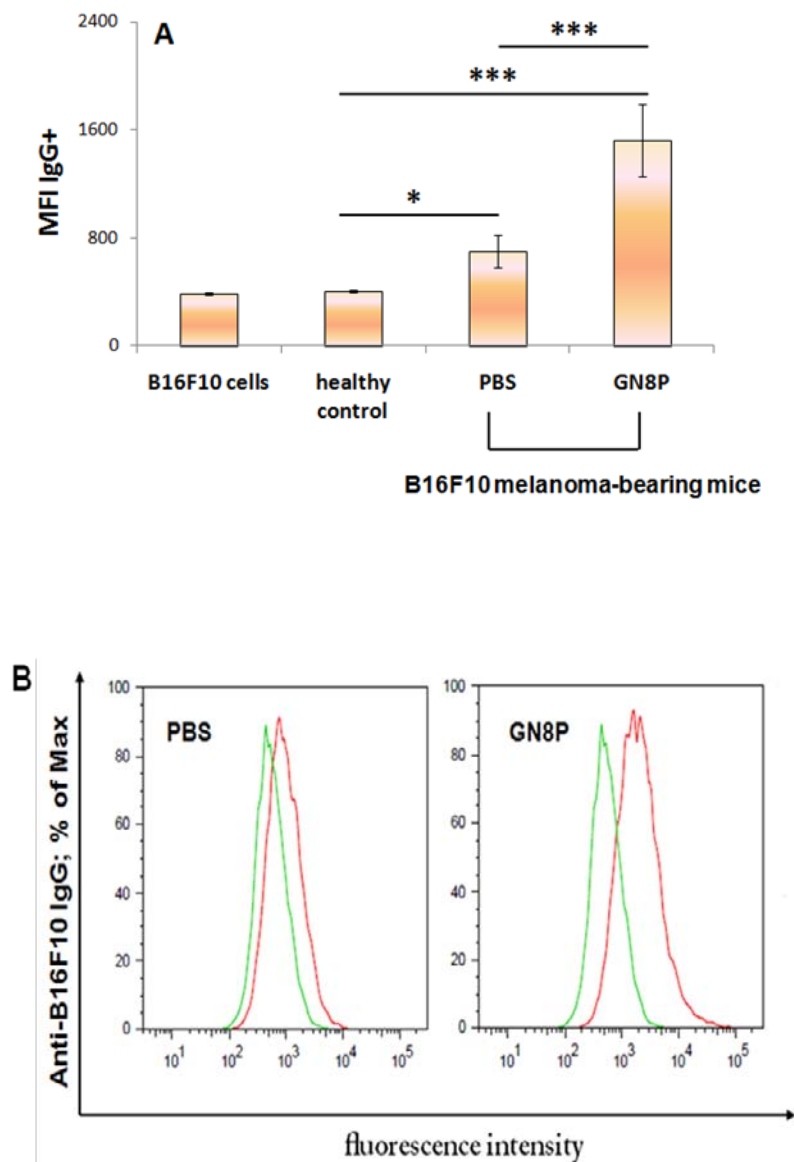 A
2400
1600
800
0
MFI IgG+
***
***
*
B16F10 cells
healthy
control
PBS
GN8P
B16F10 melanoma-bearing mice
B
Anti-B16F10 IgG; % of Max
100
80
60
40
20
0
PBS
10¹ 10² 10³ 10⁴ 10⁵
100
80
60
40
20
0
GN8P
10¹ 10² 10³ 10⁴ 10⁵
fluorescence intensity